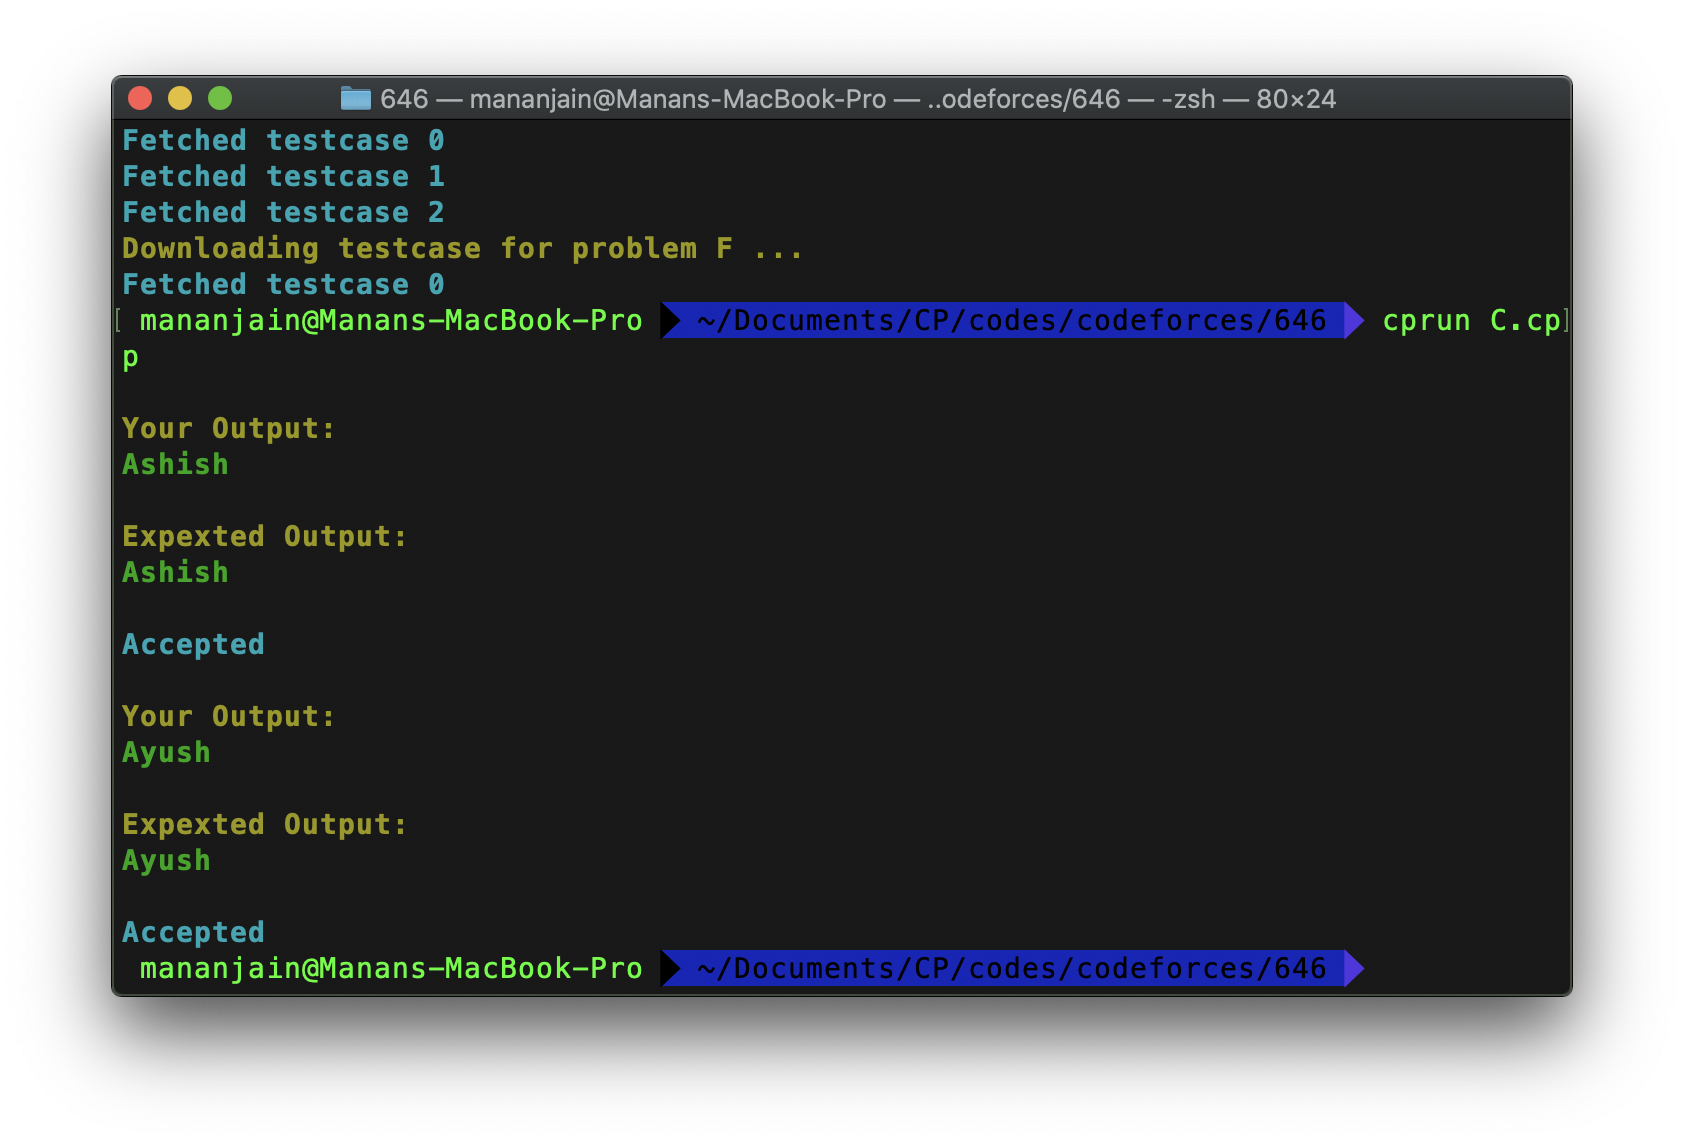 646 — mananjain@Manans-MacBook-Pro — ..odeforces/646 — -zsh — 80×24
Fetched testcase 0
Fetched testcase 1
Fetched testcase 2
Downloading testcase for problem F ...
Fetched testcase 0
[ mananjain@Manans-MacBook-Pro ~/Documents/CP/codes/codeforces/646 cprun C.cp]
p
Your Output:
Ashish
Expexted Output:
Ashish
Accepted
Your Output:
Ayush
Expexted Output:
Ayush
Accepted
mananjain@Manans-MacBook-Pro ~/Documents/CP/codes/codeforces/646